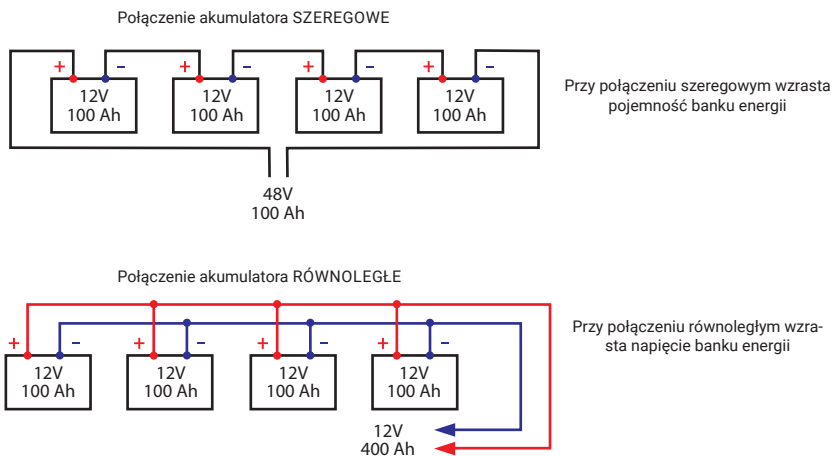 Połączenie akumulatora SZEREGOWE
+ – + – + – + –
12V 12V 12V 12V
100 Ah 100 Ah 100 Ah 100 Ah
Przy połączeniu szeregowym wzrasta
pojemność banku energii
48V
100 Ah
Połączenie akumulatora RÓWNOLEGŁE
+ – + – + – + –
12V 12V 12V 12V
100 Ah 100 Ah 100 Ah 100 Ah
Przy połączeniu równoległym wzra-
sta napięcie banku energii
12V
400 Ah